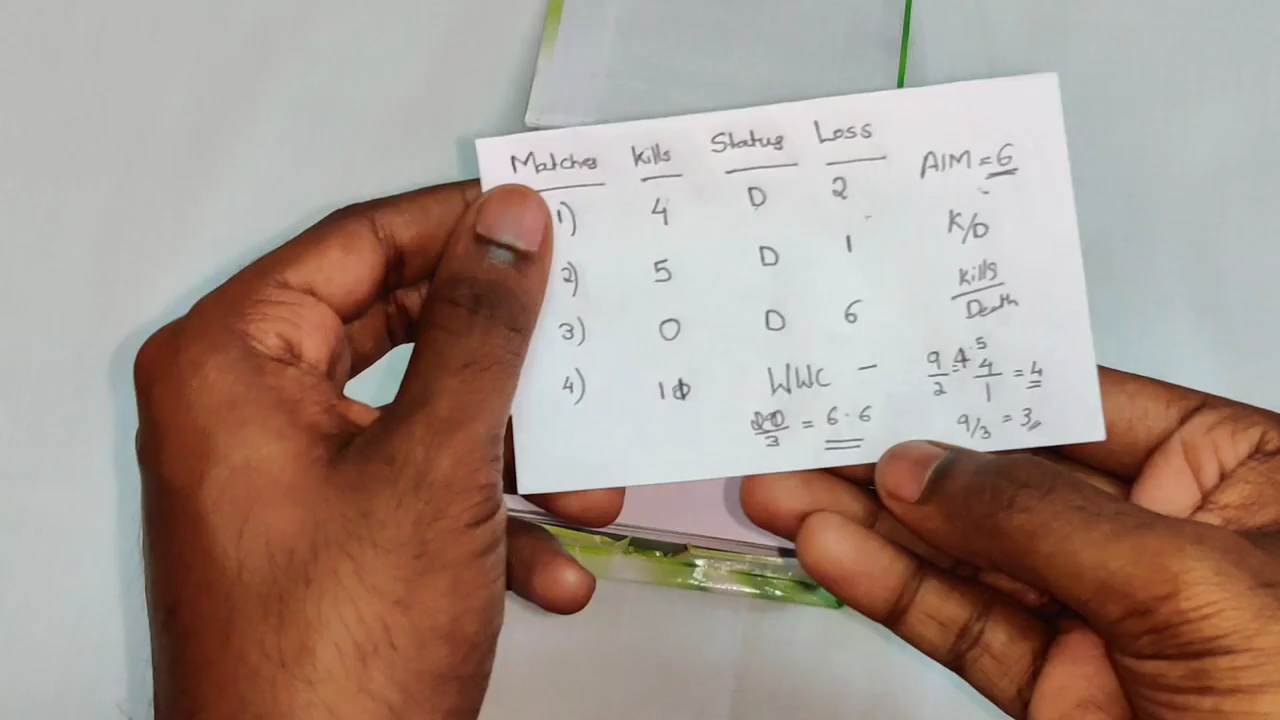 Matches Kills Status Loss
1) 4 D 2
2) 5 D 1
3) 0 D 6
4) WWC –
20/3 = 6.6
AIM = 6
K/D
Kills
Death
9/2 = 4.5
4/1 = 4
9/3 = 3